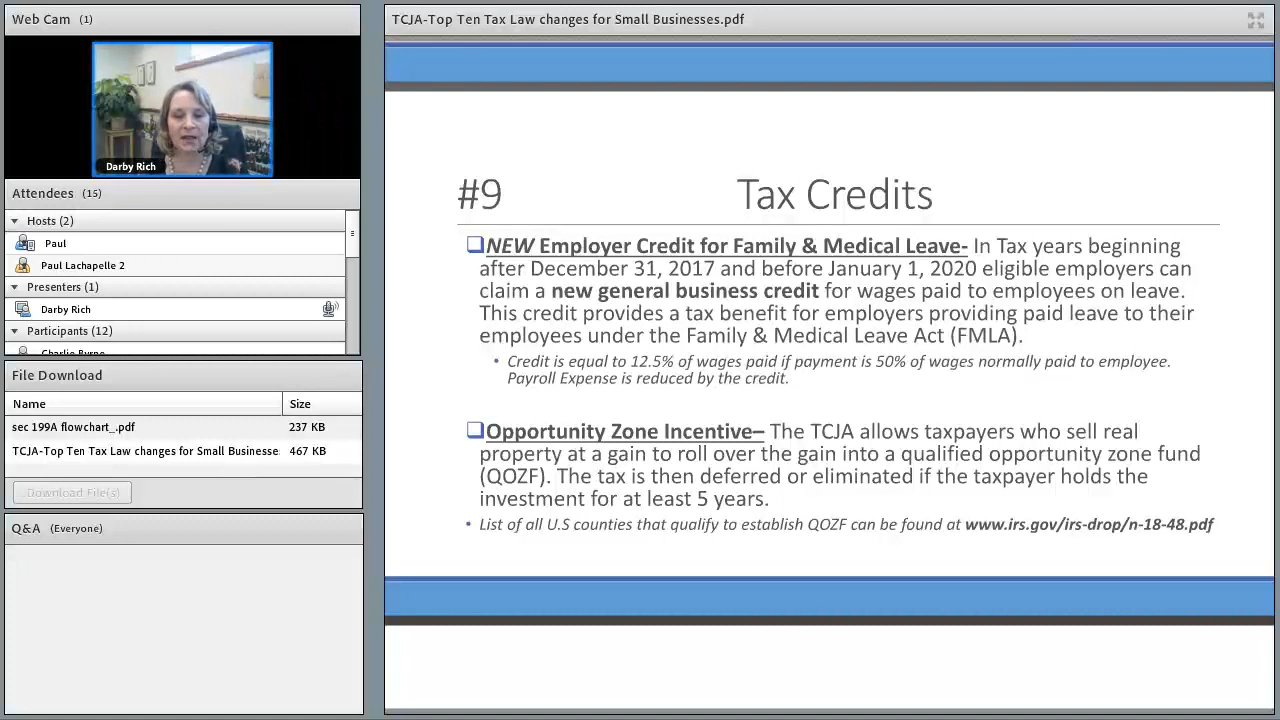 Web Cam (1)
Darby Rich
Attendees (15)
Hosts (2)
Paul
Paul Lachapelle 2
Presenters (1)
Darby Rich
Participants (12)
Charlie Byrne
File Download
Name Size
sec 199A flowchart_.pdf 237 KB
TCJA-Top Ten Tax Law changes for Small Businesse 467 KB
Download File(s)
Q&A (Everyone)
TCJA-Top Ten Tax Law changes for Small Businesses.pdf
#9 Tax Credits
NEW Employer Credit for Family & Medical Leave- In Tax years beginning
after December 31, 2017 and before January 1, 2020 eligible employers can
claim a new general business credit for wages paid to employees on leave.
This credit provides a tax benefit for employers providing paid leave to their
employees under the Family & Medical Leave Act (FMLA).
• Credit is equal to 12.5% of wages paid if payment is 50% of wages normally paid to employee.
Payroll Expense is reduced by the credit.
Opportunity Zone Incentive– The TCJA allows taxpayers who sell real
property at a gain to roll over the gain into a qualified opportunity zone fund
(QOZF). The tax is then deferred or eliminated if the taxpayer holds the
investment for at least 5 years.
• List of all U.S counties that qualify to establish QOZF can be found at www.irs.gov/irs-drop/n-18-48.pdf